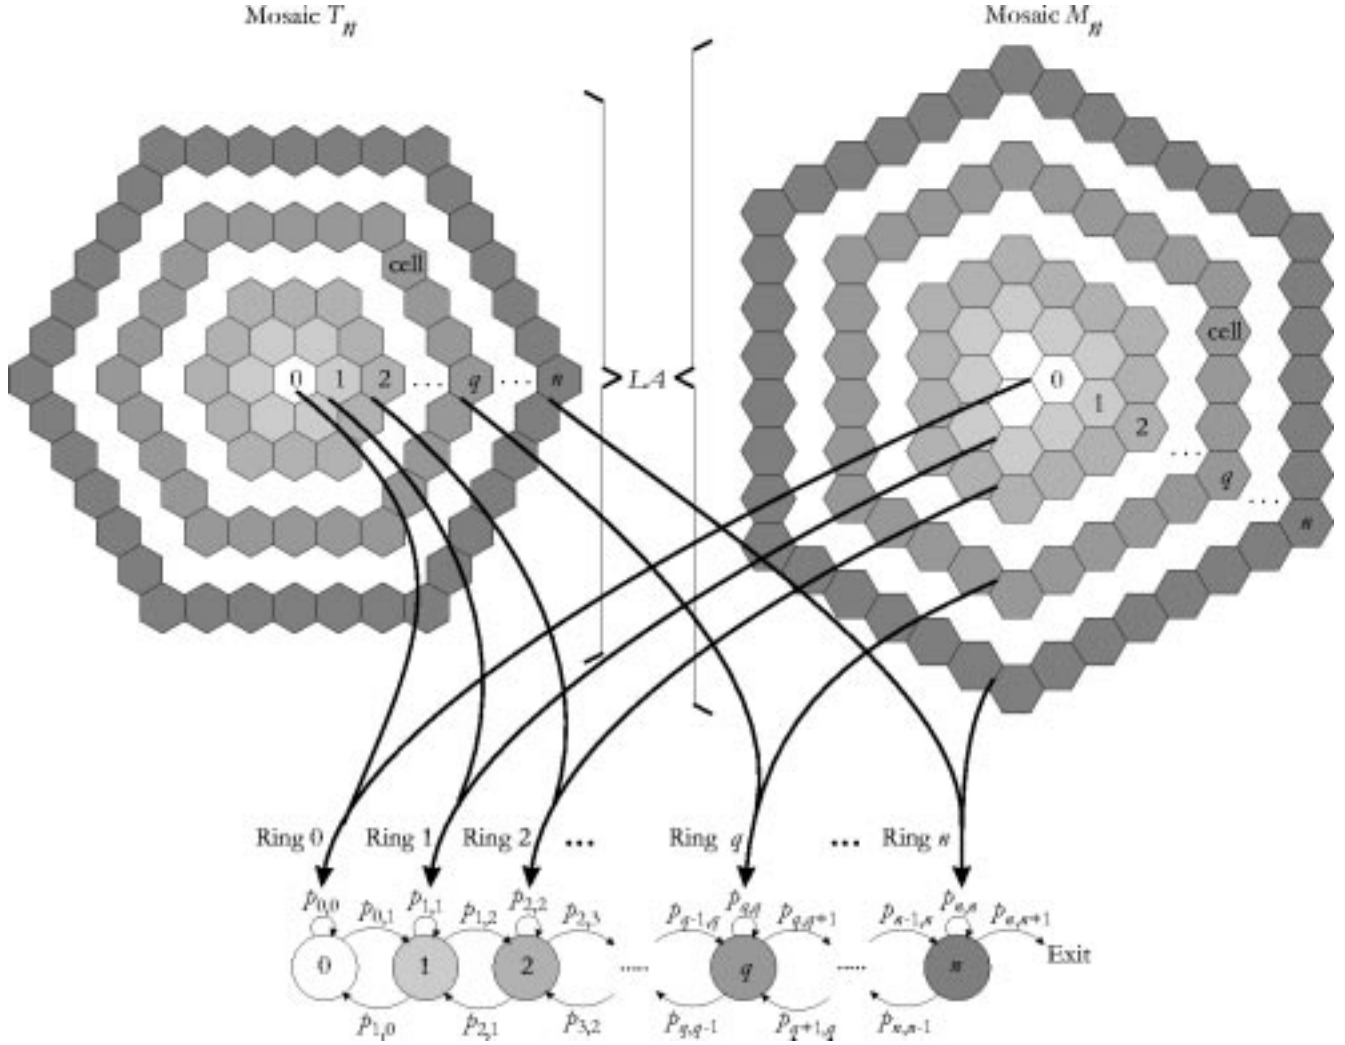 Mosaic T_n
Mosaic M_n
cell
0 1 2 ... q ... n
LA
cell
0
1
2
...
q
...
n
Ring 0 Ring 1 Ring 2 ... Ring q ... Ring n
p_{0,0} p_{0,1} p_{1,1} p_{1,2} p_{2,2} p_{2,3} p_{q-1,q} p_{q,q} p_{q,q+1} p_{n-1,n} p_{n,n} p_{n,n+1}
Exit
0 1 2 ..... q ..... n
p_{1,0} p_{2,1} p_{3,2} p_{q,q-1} p_{q+1,q} p_{n,n-1}